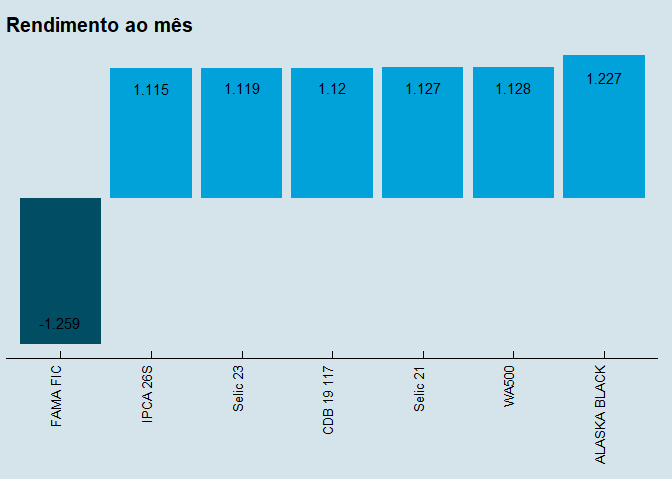 Rendimento ao mês
1.115
1.119
1.12
1.127
1.128
1.227
-1.259
FAMA FIC
IPCA 26S
Selic 23
CDB 19 117
Selic 21
WA500
ALASKA BLACK